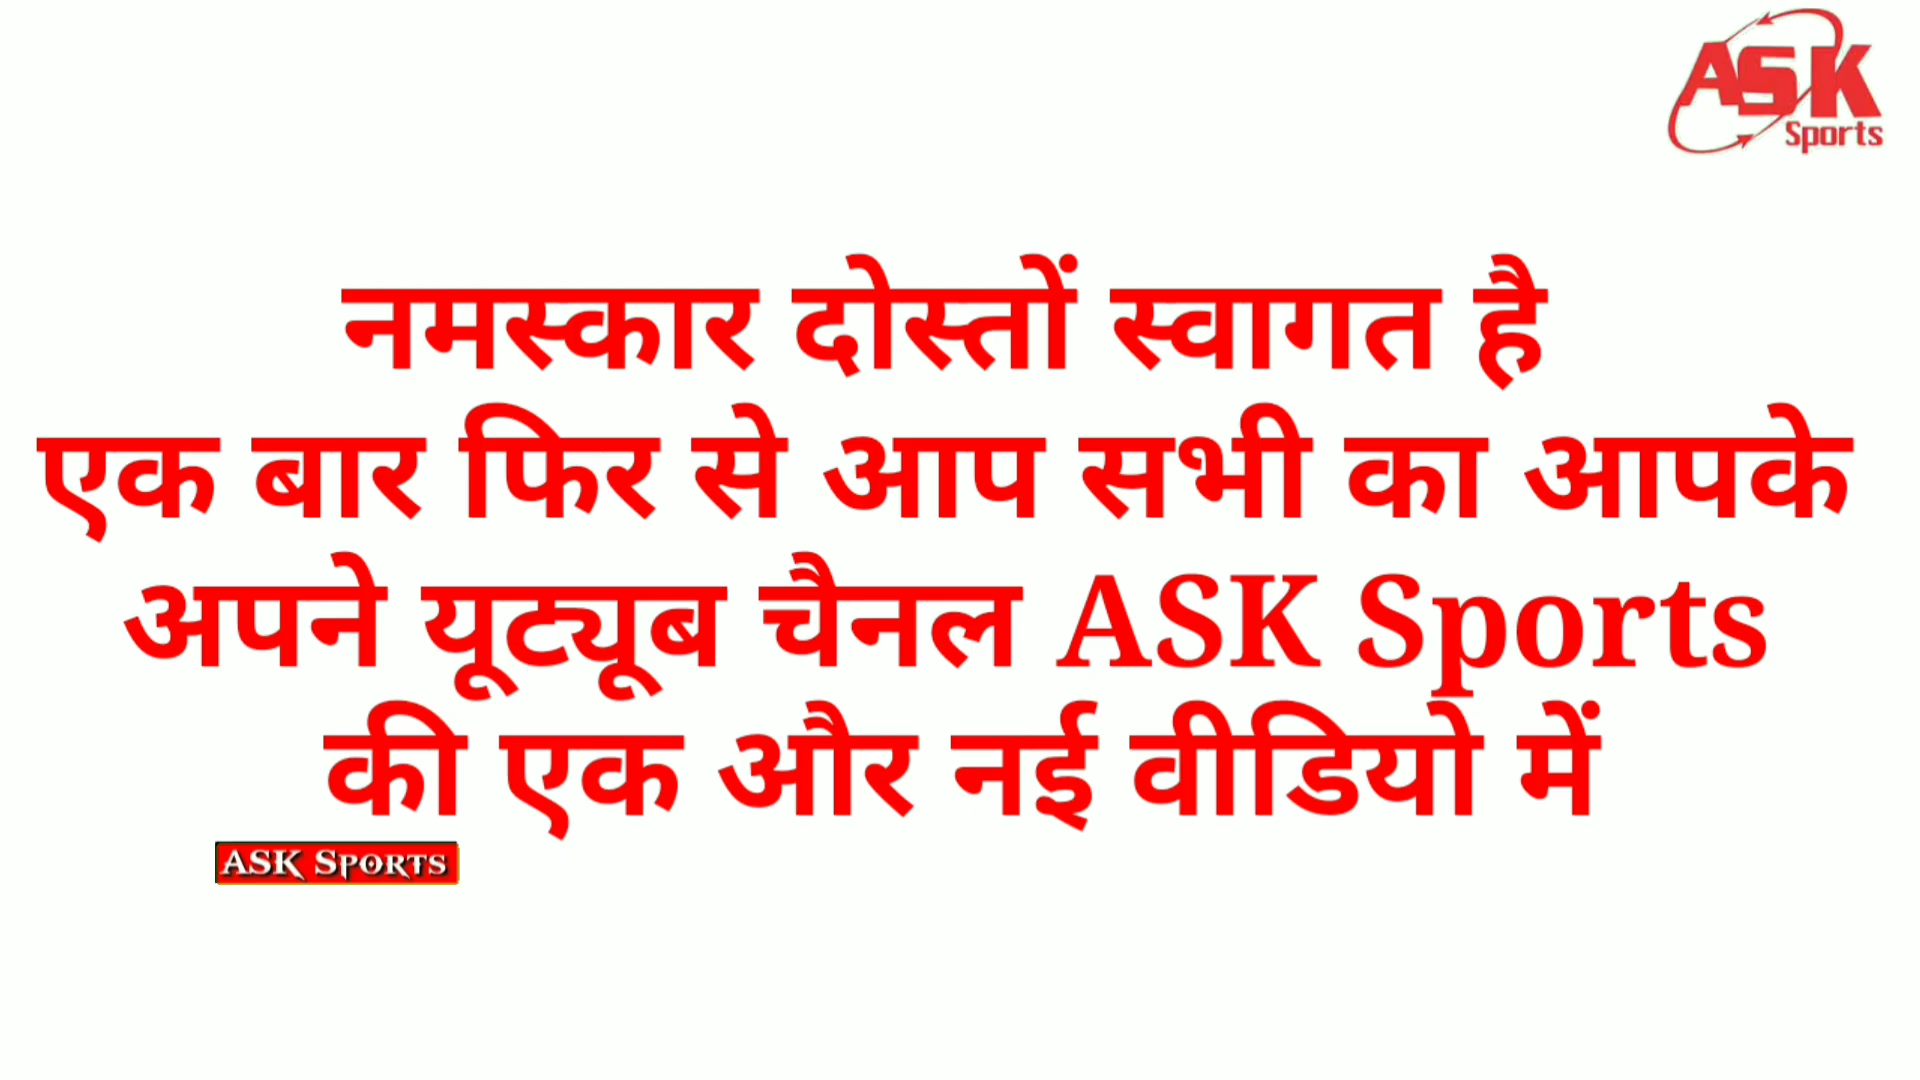 ASK
Sports
नमस्कार दोस्तों स्वागत है
एक बार फिर से आप सभी का आपके
अपने यूट्यूब चैनल ASK Sports
की एक और नई वीडियो में
ASK SPORTS